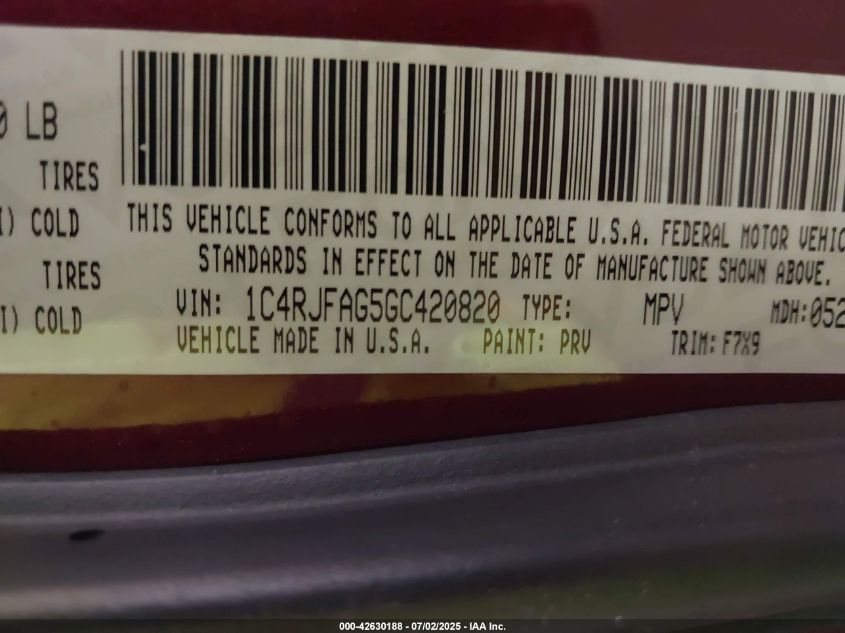 0 LB
TIRES
I) COLD
TIRES
I) COLD
THIS VEHICLE CONFORMS TO ALL APPLICABLE U.S.A. FEDERAL MOTOR VEHIC
STANDARDS IN EFFECT ON THE DATE OF MANUFACTURE SHOWN ABOVE.
VIN: 1C4RJFAG5GC420820 TYPE: MPV MDH: 052
VEHICLE MADE IN U.S.A. PAINT: PRV TRIM: F7X9
000-42630188 - 07/02/2025 - IAA Inc.